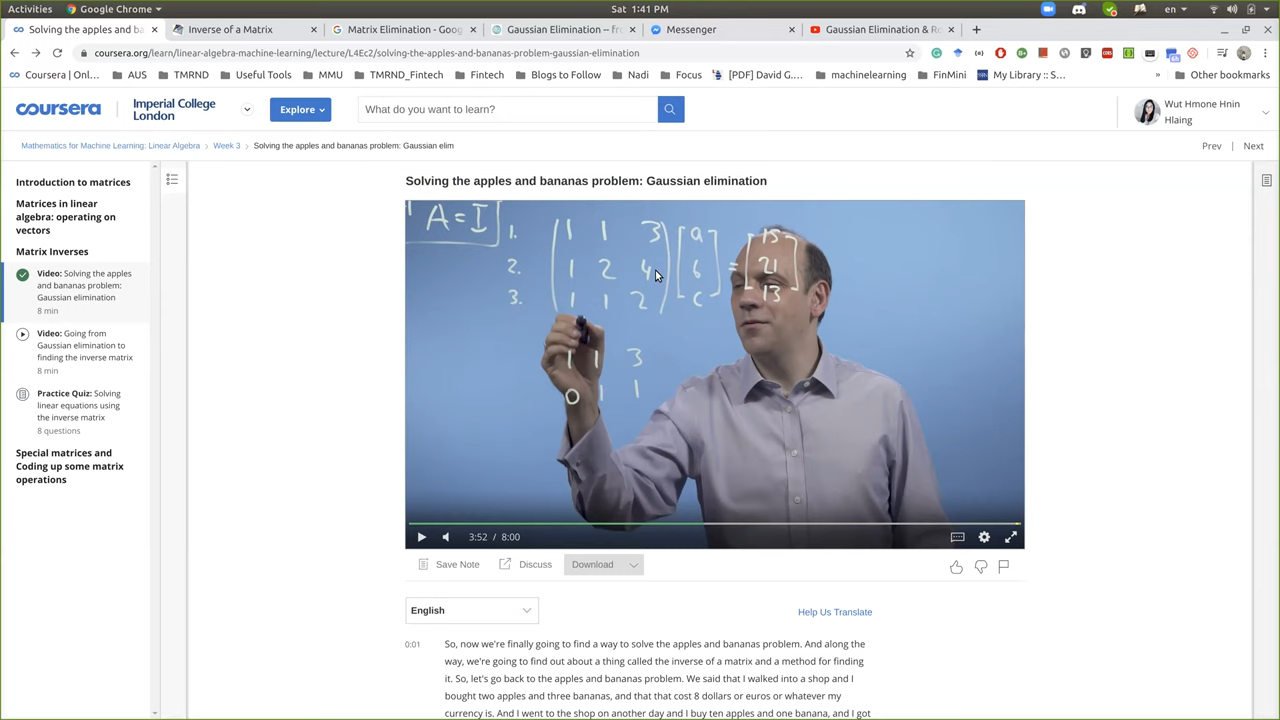 Activities
Google Chrome
Sat 1:41 PM
en
Solving the apples and ba
Inverse of a Matrix
Matrix Elimination - Goog
Gaussian Elimination -- fro
Messenger
Gaussian Elimination & Ro
coursera.org/learn/linear-algebra-machine-learning/lecture/L4Ec2/solving-the-apples-and-bananas-problem-gaussian-elimination
Coursera | Onl...
AUS
TMRND
Useful Tools
MMU
TMRND_Fintech
Fintech
Blogs to Follow
Nadi
Focus
[PDF] David G....
machinelearning
FinMini
My Library :: S...
»
Other bookmarks
coursera
Imperial College
London
Explore
What do you want to learn?
Wut Hmone Hnin
Hlaing
Mathematics for Machine Learning: Linear Algebra > Week 3 > Solving the apples and bananas problem: Gaussian elim
Prev | Next
Introduction to matrices
Matrices in linear
algebra: operating on
vectors
Matrix Inverses
Video: Solving the apples
and bananas problem:
Gaussian elimination
8 min
Video: Going from
Gaussian elimination to
finding the inverse matrix
8 min
Practice Quiz: Solving
linear equations using
the inverse matrix
8 questions
Special matrices and
Coding up some matrix
operations
Solving the apples and bananas problem: Gaussian elimination
A = I
1. 1 1 3 a 15
2. 1 2 4 b = 21
3. 1 1 2 c 13
1 1 3
0 1 1
3:52 / 8:00
Save Note
Discuss
Download
English
Help Us Translate
0:01
So, now we're finally going to find a way to solve the apples and bananas problem. And along the
way, we're going to find out about a thing called the inverse of a matrix and a method for finding
it. So, let's go back to the apples and bananas problem. We said that I walked into a shop and I
bought two apples and three bananas, and that that cost 8 dollars or euros or whatever my
currency is. And I went to the shop on another day and I buy ten apples and one banana, and I got